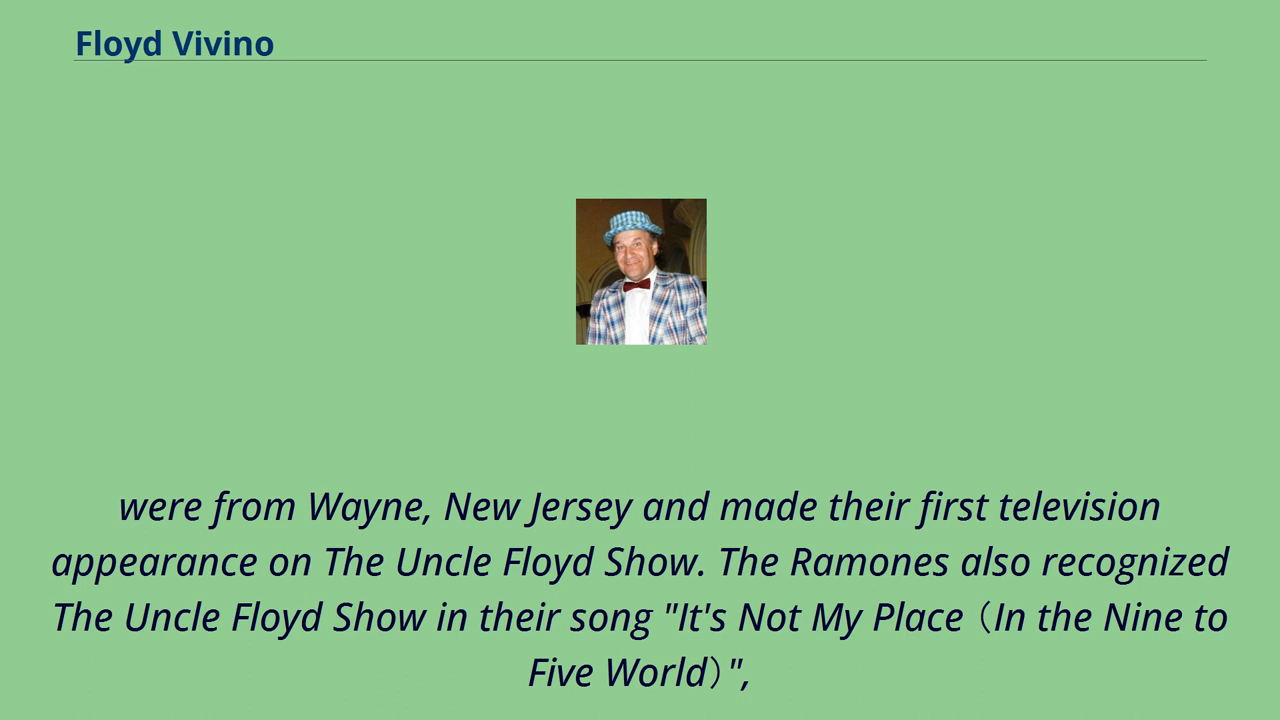 Floyd Vivino
were from Wayne, New Jersey and made their first television
appearance on The Uncle Floyd Show. The Ramones also recognized
The Uncle Floyd Show in their song "It's Not My Place（In the Nine to
Five World）",